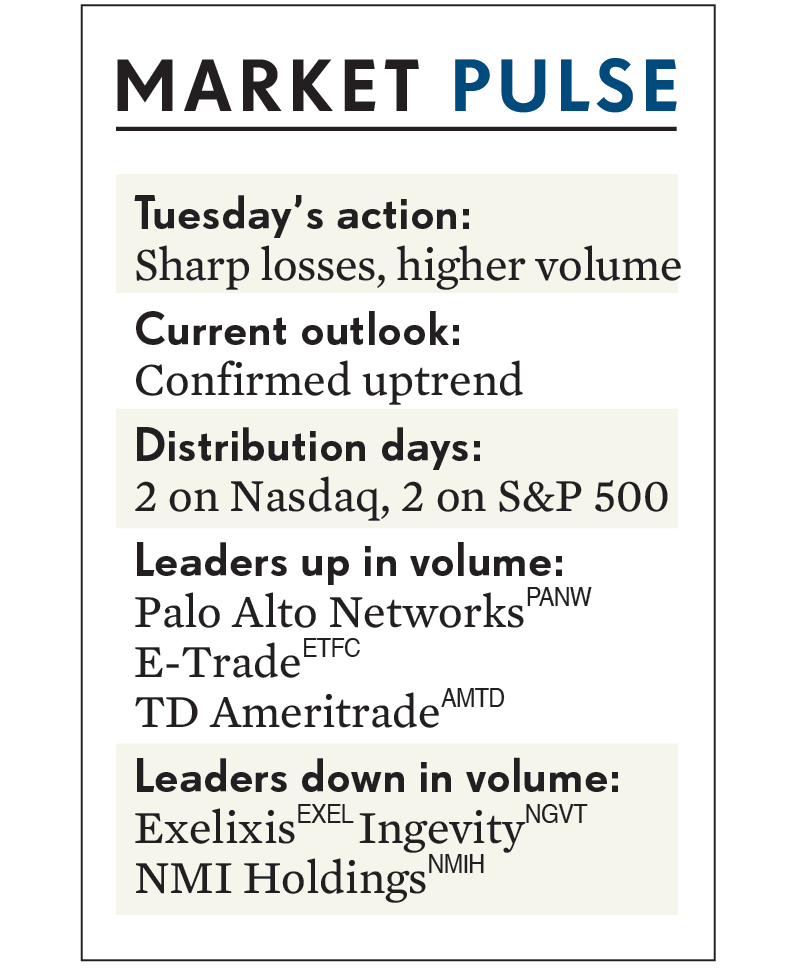 MARKET PULSE
Tuesday’s action:
Sharp losses, higher volume
Current outlook:
Confirmed uptrend
Distribution days:
2 on Nasdaq, 2 on S&P 500
Leaders up in volume:
Palo Alto Networks PANW
E-Trade ETFC
TD Ameritrade AMTD
Leaders down in volume:
Exelixis EXEL Ingevity NGVT
NMI Holdings NMIH